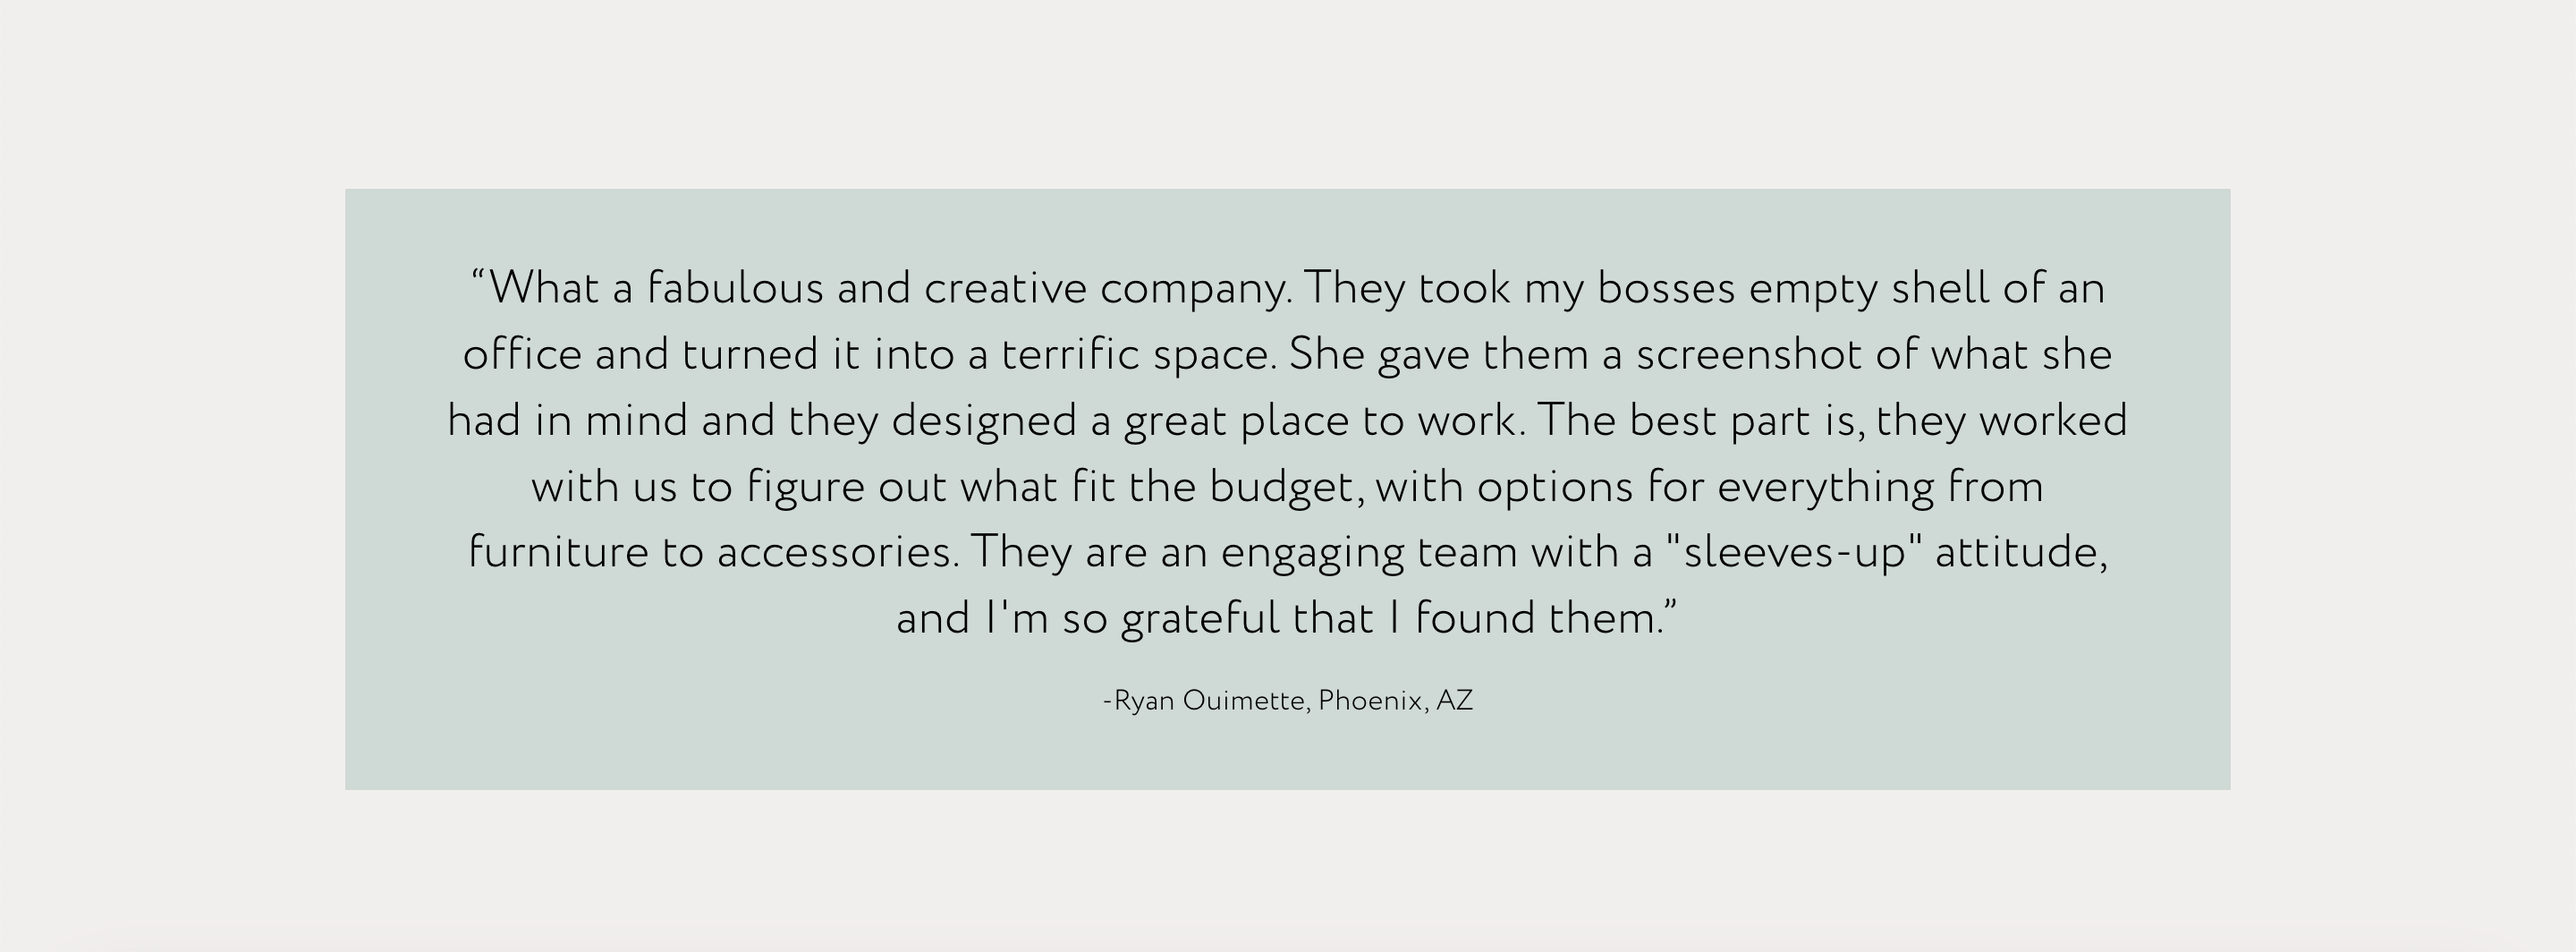 “What a fabulous and creative company. They took my bosses empty shell of an
office and turned it into a terrific space. She gave them a screenshot of what she
had in mind and they designed a great place to work. The best part is, they worked
with us to figure out what fit the budget, with options for everything from
furniture to accessories. They are an engaging team with a "sleeves-up" attitude,
and I'm so grateful that I found them.”
-Ryan Ouimette, Phoenix, AZ